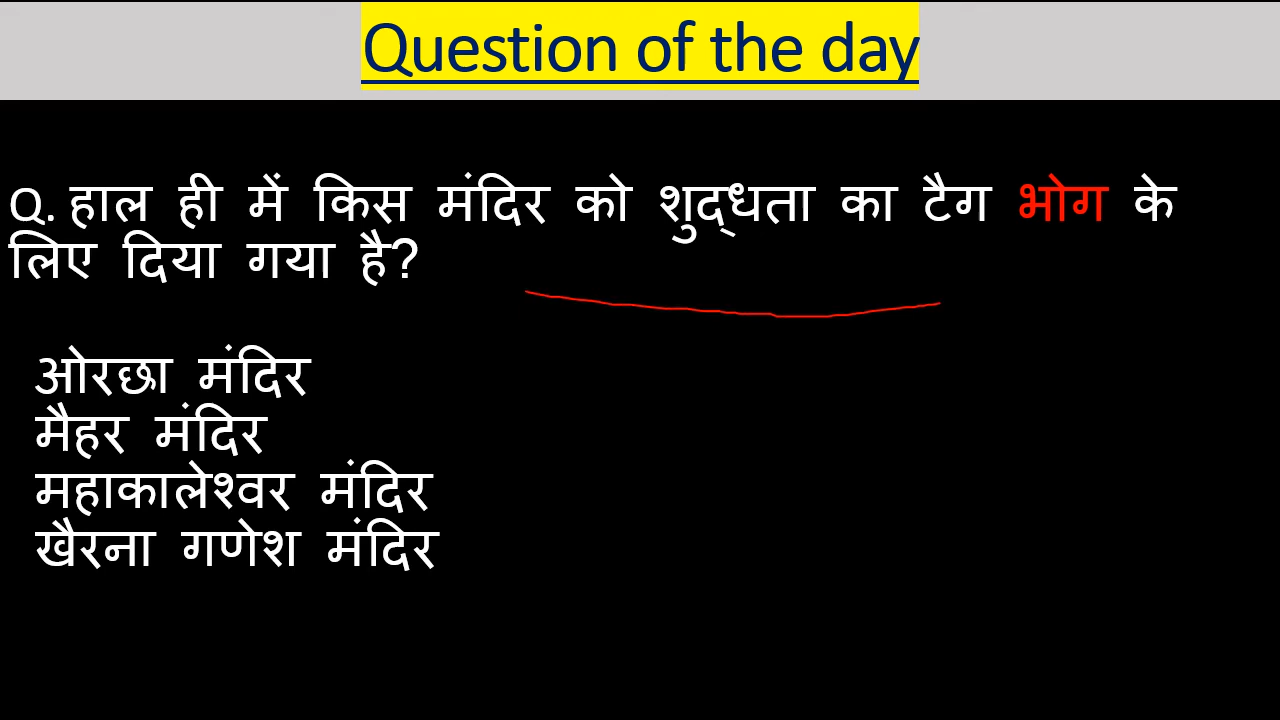 Question of the day
Q. हाल ही में किस मंदिर को शुद्धता का टैग भोग के
लिए दिया गया है?
ओरछा मंदिर
मैहर मंदिर
महाकालेश्वर मंदिर
खैरना गणेश मंदिर